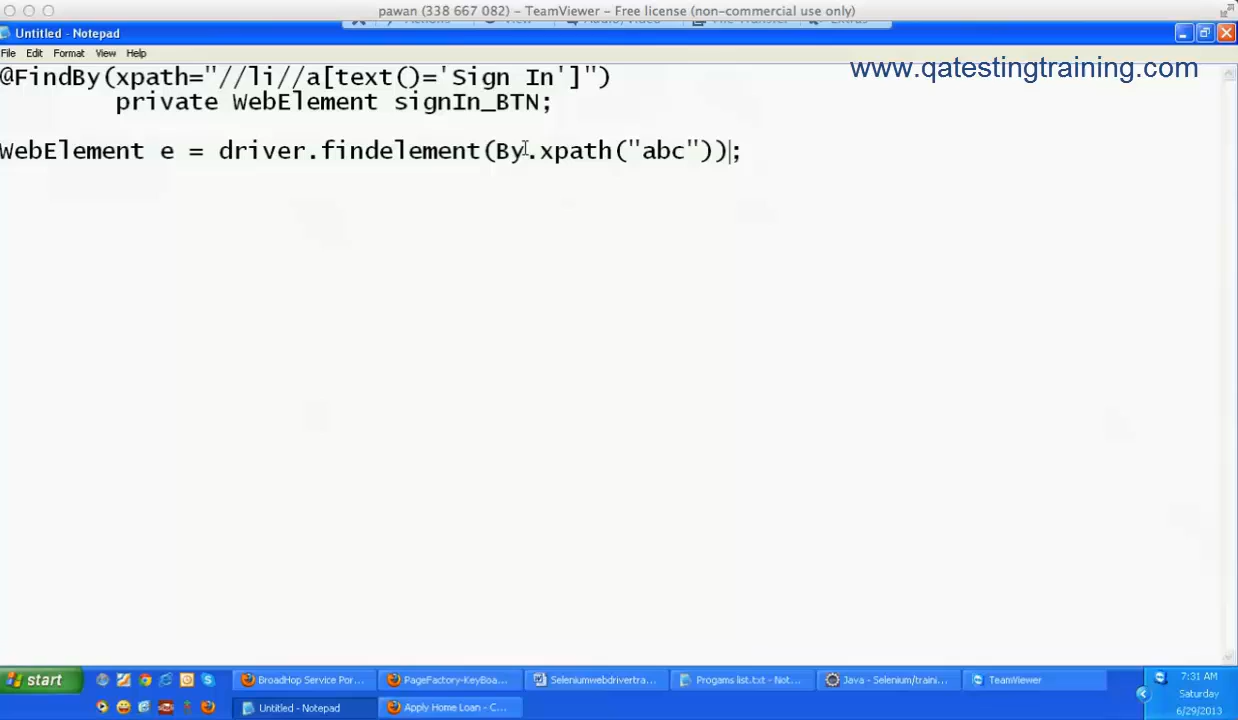 pawan (338 667 082) - TeamViewer - Free license (non-commercial use only)
Untitled - Notepad
File Edit Format View Help
@FindBy(xpath="//li//a[text()='Sign In']")
www.qatestingtraining.com
private WebElement signIn_BTN;
WebElement e = driver.findelement(By.xpath("abc"));
start
BroadHop Service Por...
PageFactory-KeyBoa...
Seleniumwebdrivertra...
Progams list.txt - Not...
Java - Selenium/traini...
TeamViewer
7:31 AM
Untitled - Notepad
Apply Home Loan - C...
Saturday
6/29/2013